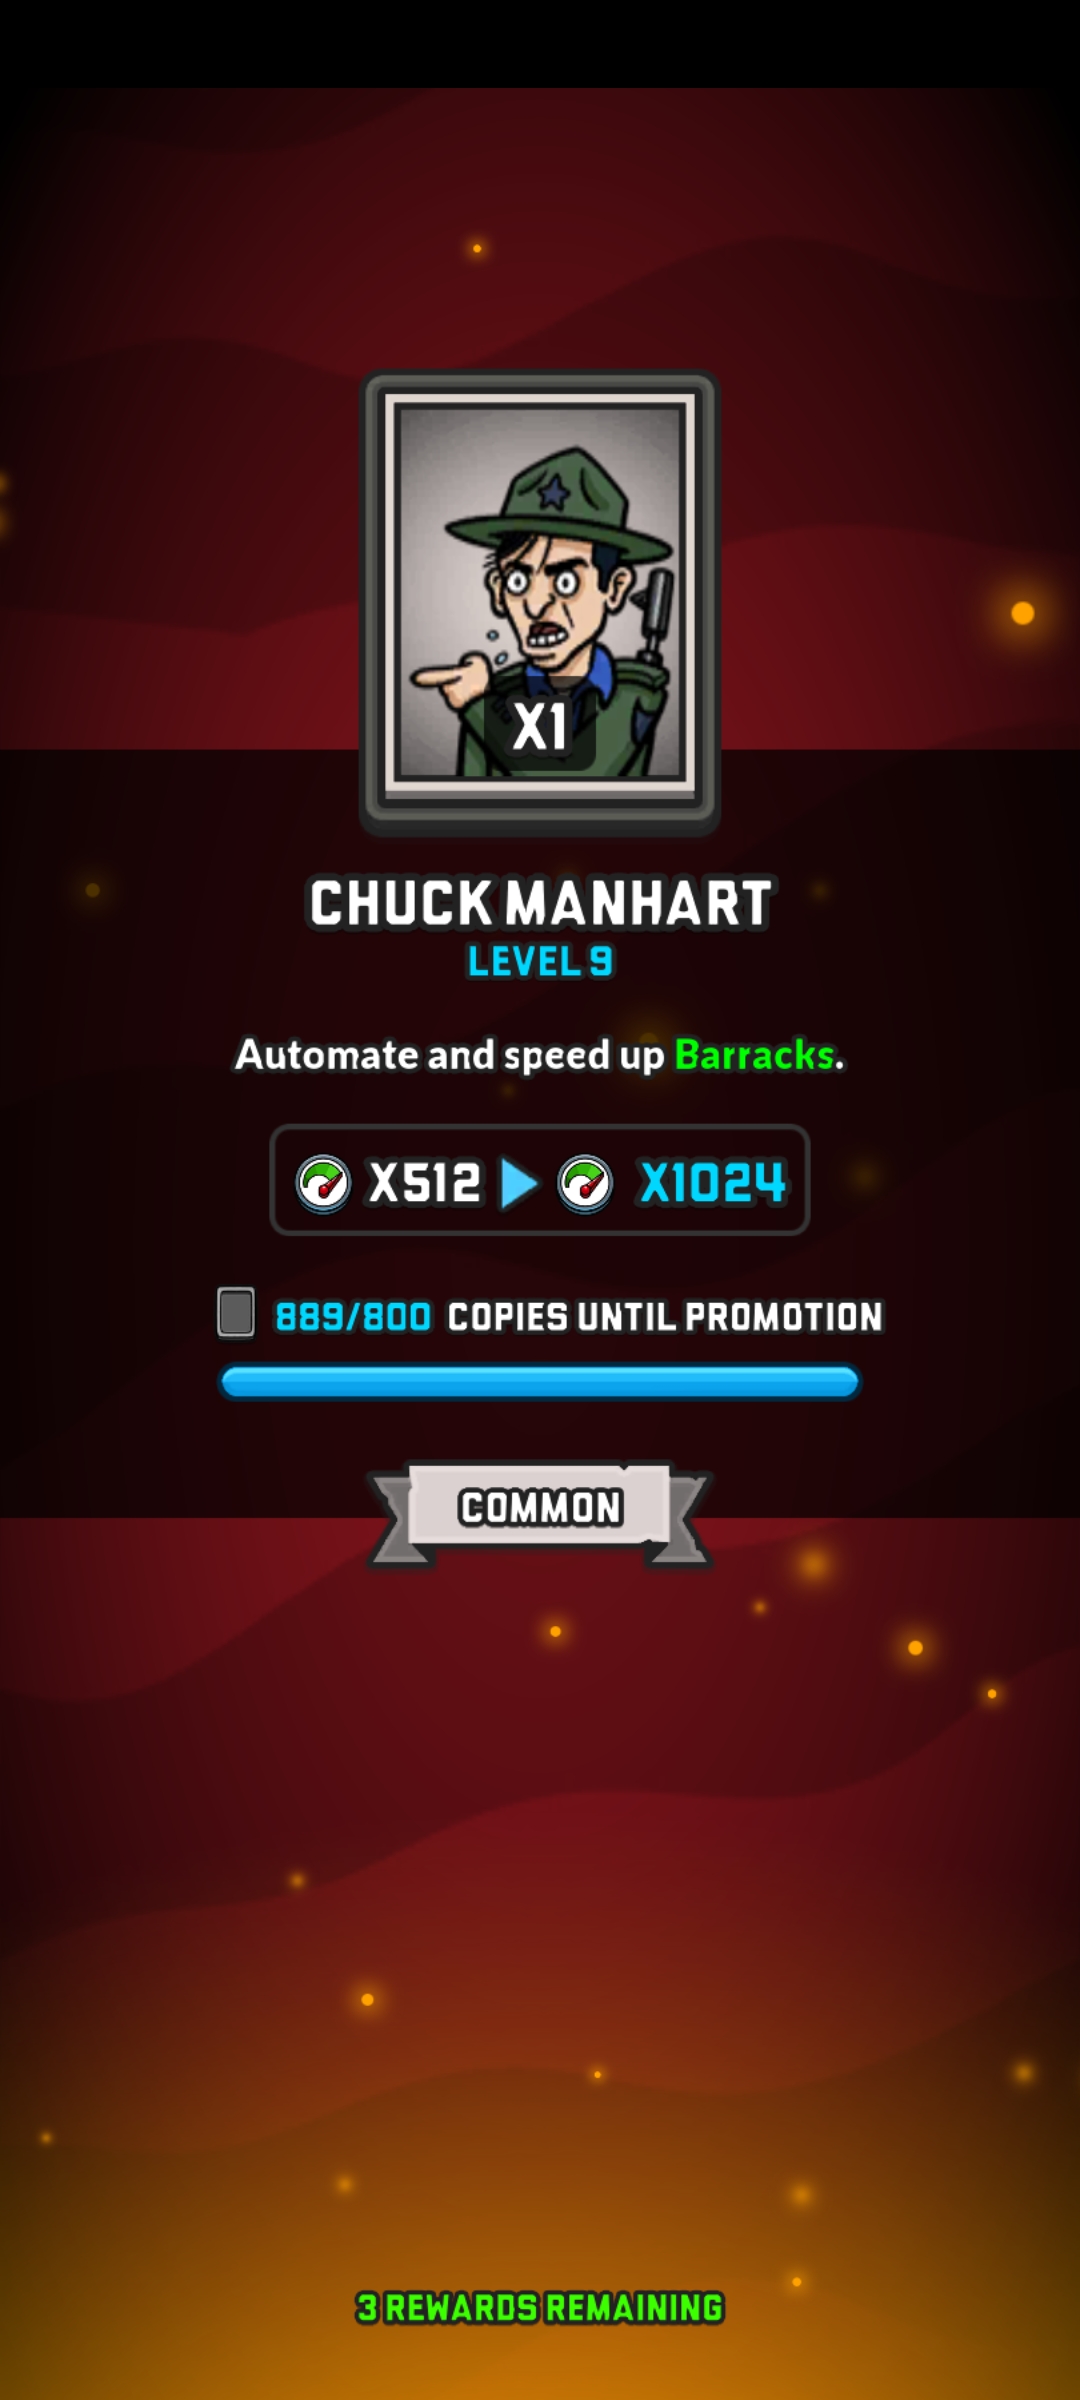 X1
CHUCK MANHART
LEVEL 9
Automate and speed up Barracks.
X512 X1024
889/800 COPIES UNTIL PROMOTION
COMMON
3 REWARDS REMAINING